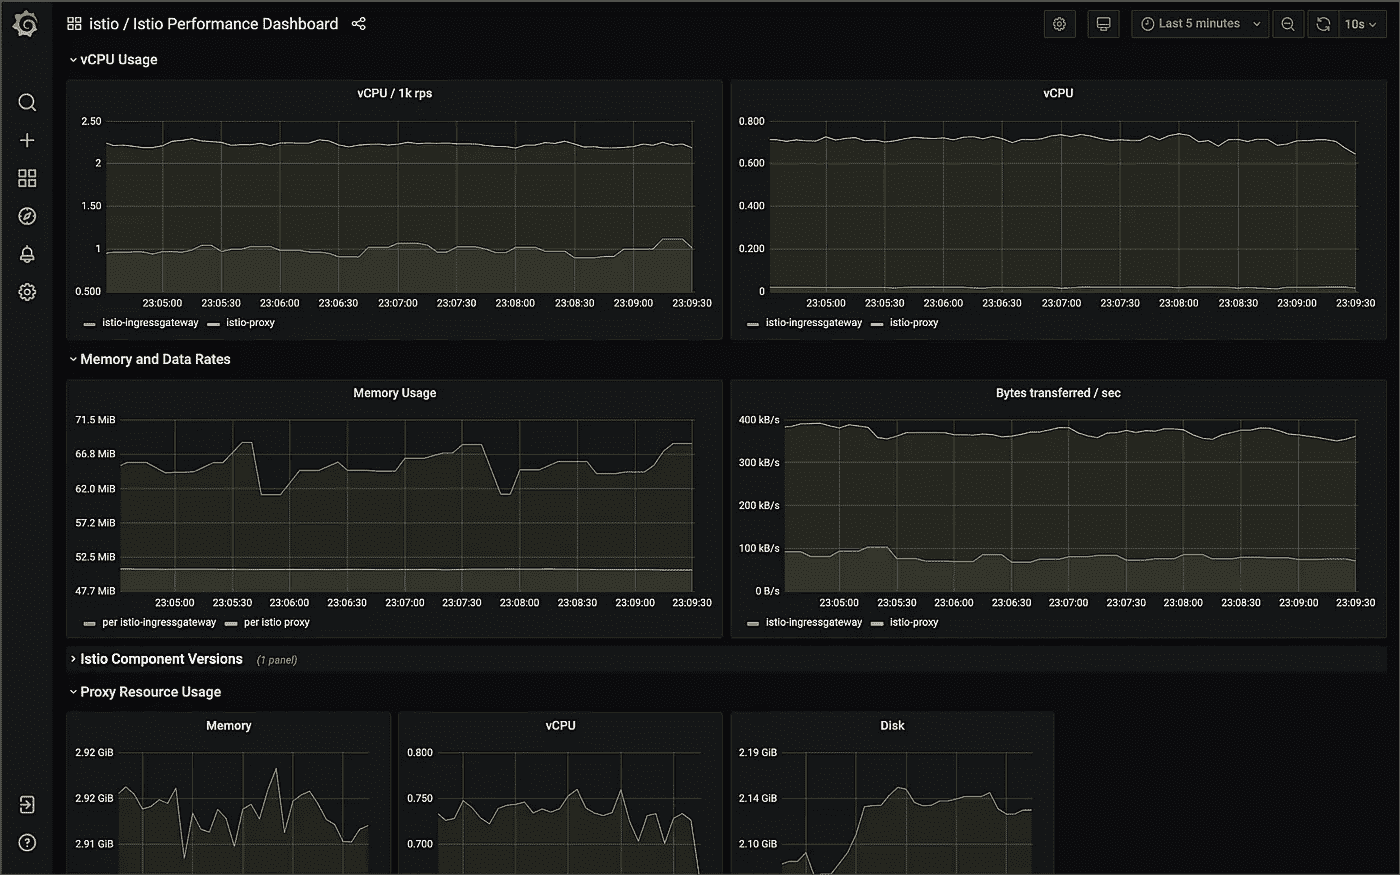 istio / Istio Performance Dashboard
Last 5 minutes
10s
vCPU Usage
vCPU / 1k rps
2.50
2
1.50
1
0.500
23:05:00 23:05:30 23:06:00 23:06:30 23:07:00 23:07:30 23:08:00 23:08:30 23:09:00 23:09:30
istio-ingressgateway istio-proxy
vCPU
0.800
0.600
0.400
0.200
0
23:05:00 23:05:30 23:06:00 23:06:30 23:07:00 23:07:30 23:08:00 23:08:30 23:09:00 23:09:30
istio-ingressgateway istio-proxy
Memory and Data Rates
Memory Usage
71.5 MiB
66.8 MiB
62.0 MiB
57.2 MiB
52.5 MiB
47.7 MiB
23:05:00 23:05:30 23:06:00 23:06:30 23:07:00 23:07:30 23:08:00 23:08:30 23:09:00 23:09:30
per istio-ingressgateway per istio proxy
Bytes transferred / sec
400 kB/s
300 kB/s
200 kB/s
100 kB/s
0 B/s
23:05:00 23:05:30 23:06:00 23:06:30 23:07:00 23:07:30 23:08:00 23:08:30 23:09:00 23:09:30
istio-ingressgateway istio-proxy
Istio Component Versions (1 panel)
Proxy Resource Usage
Memory
2.92 GiB
2.92 GiB
2.91 GiB
vCPU
0.800
0.750
0.700
Disk
2.19 GiB
2.14 GiB
2.10 GiB